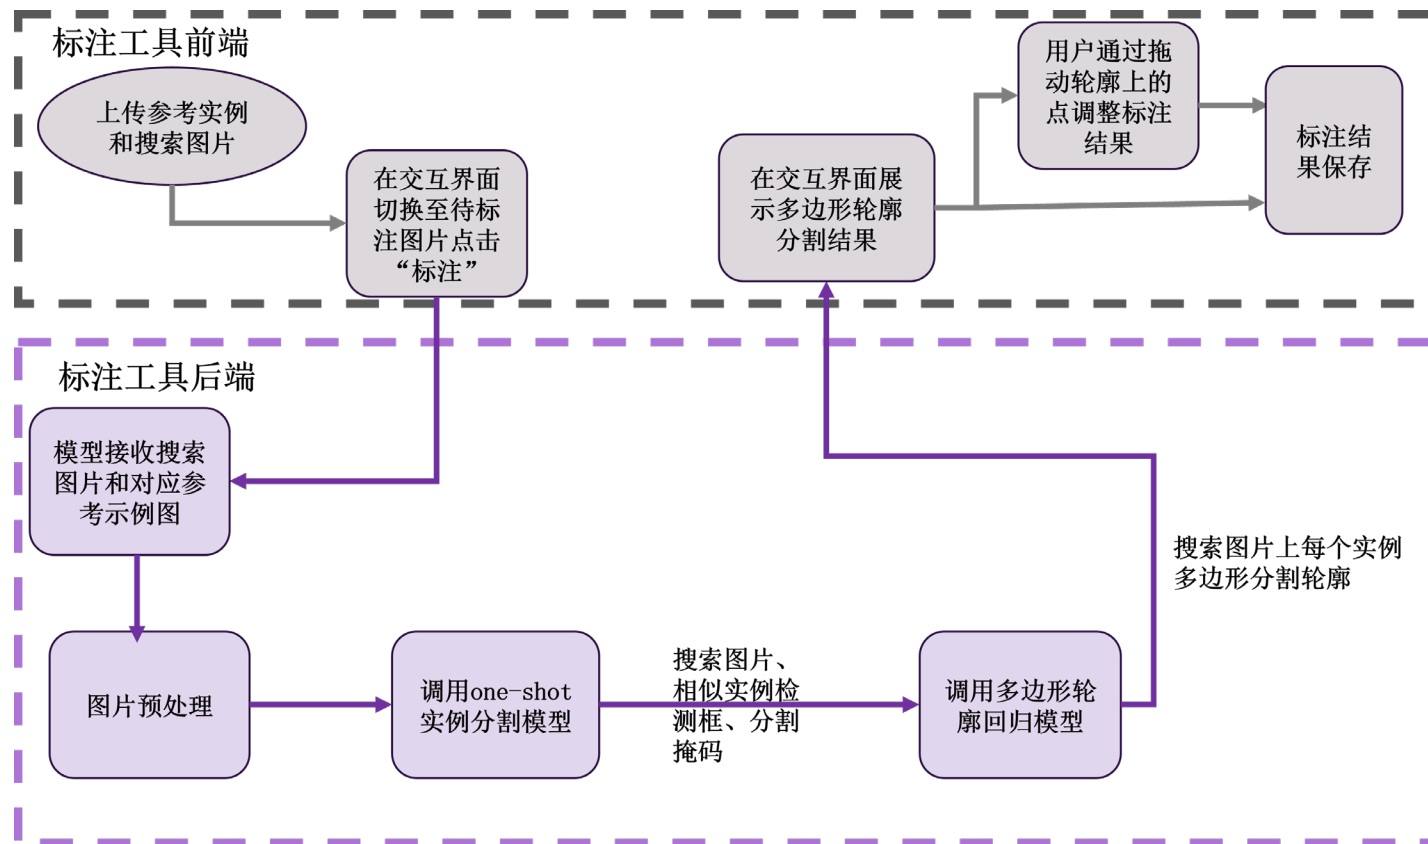 标注工具前端
上传参考实例
和搜索图片
在交互界面
切换至待标
注图片点击
“标注”
在交互界面展
示多边形轮廓
分割结果
用户通过拖
动轮廓上的
点调整标注
结果
标注结
果保存
标注工具后端
模型接收搜索
图片和对应参
考示例图
图片预处理
调用one-shot
实例分割模型
搜索图片、
相似实例检
测框、分割
掩码
调用多边形轮
廓回归模型
搜索图片上每个实例
多边形分割轮廓